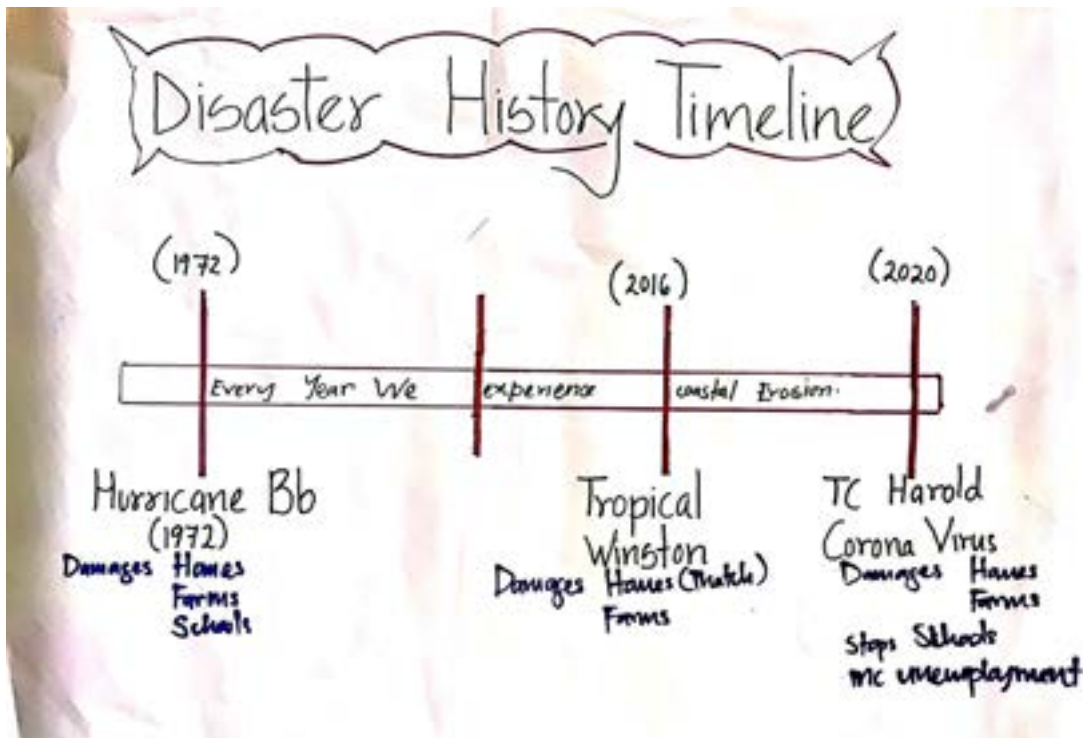 Disaster History Timeline
(1972)
(2016)
(2020)
Every Year We experience coastal Erosion.
Hurricane Bb
(1972)
Damages Homes
Farms
Schools
Tropical
Winston
Damages Homes (Thatch)
Farms
TC Harold
Corona Virus
Damages Homes
Farms
Stops Schools
unemployment